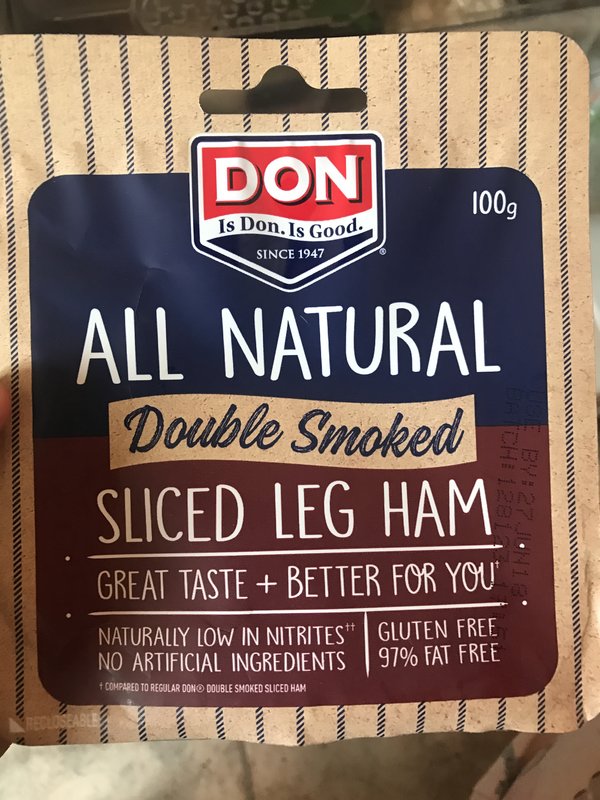 DON
Is Don. Is Good.
SINCE 1947
®
100g
ALL NATURAL
Double Smoked
SLICED LEG HAM
GREAT TASTE + BETTER FOR YOU†
NATURALLY LOW IN NITRITES††
NO ARTIFICIAL INGREDIENTS
GLUTEN FREE
97% FAT FREE
† COMPARED TO REGULAR DON® DOUBLE SMOKED SLICED HAM
RECLOSEABLE